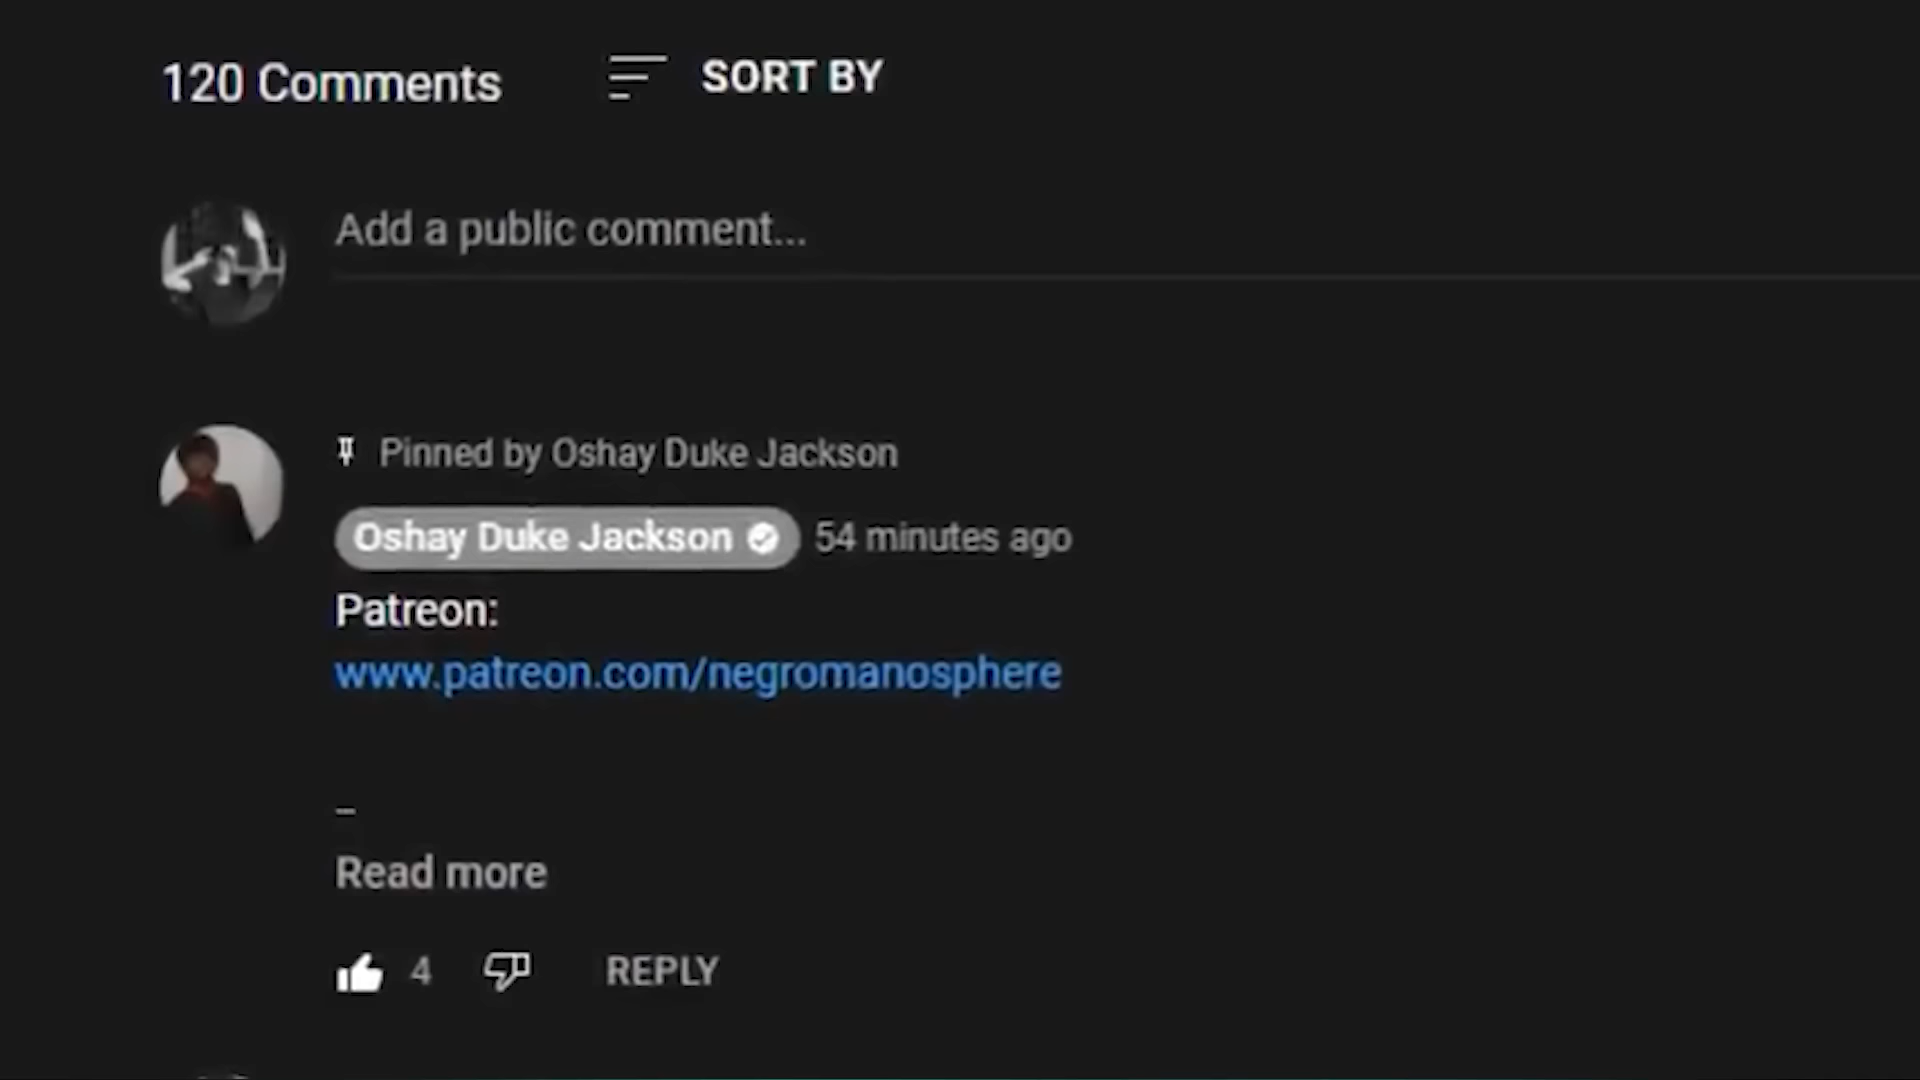 120 Comments
SORT BY
Add a public comment...
Pinned by Oshay Duke Jackson
Oshay Duke Jackson 54 minutes ago
Patreon:
www.patreon.com/negromanosphere
_
Read more
4
REPLY